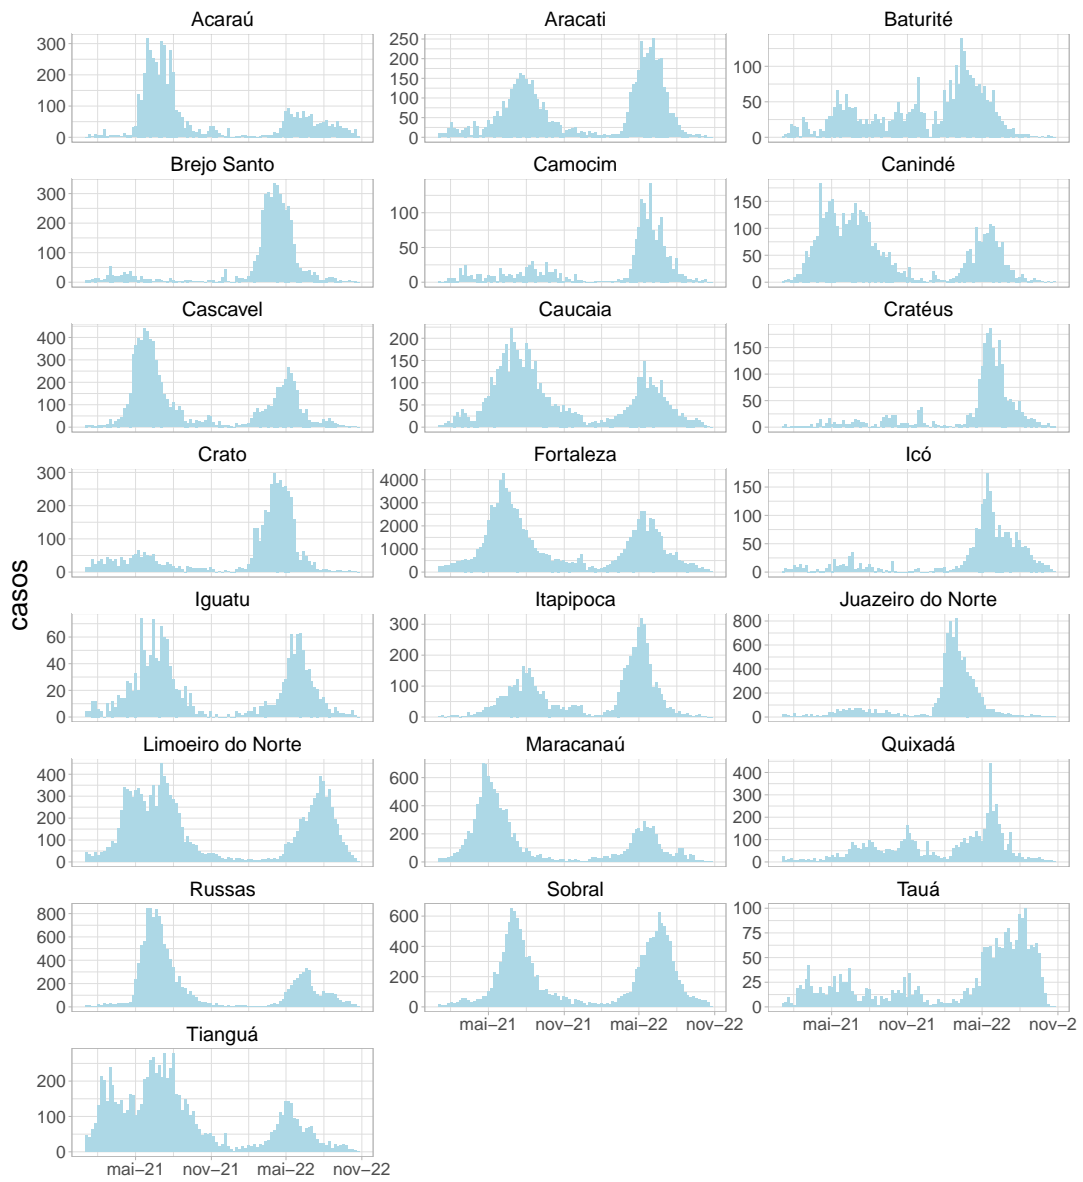 Acaraú Aracati Baturité
300 250 100
200 200 50
100 150 0
0 100
50
0
Brejo Santo Camocim Canindé
300 100 150
200 50 100
100 0 50
0 0
Cascavel Caucaia Cratéus
400 200 150
300 150 100
200 100 50
100 50 0
0 0
Crato Fortaleza Icó
300 4000 150
200 3000 100
100 2000 50
0 1000 0
0
casos
Iguatu Itapipoca Juazeiro do Norte
60 300 800
40 200 600
20 100 400
0 0 200
0
Limoeiro do Norte Maracanaú Quixadá
400 600 400
300 400 300
200 200 200
100 0 100
0 0
Russas Sobral Tauá
800 600 100
600 400 75
400 200 50
200 0 25
0 0
mai−21 nov−21 mai−22 nov−22 mai−21 nov−21 mai−22 nov−2
Tianguá
200
100
0
mai−21 nov−21 mai−22 nov−22